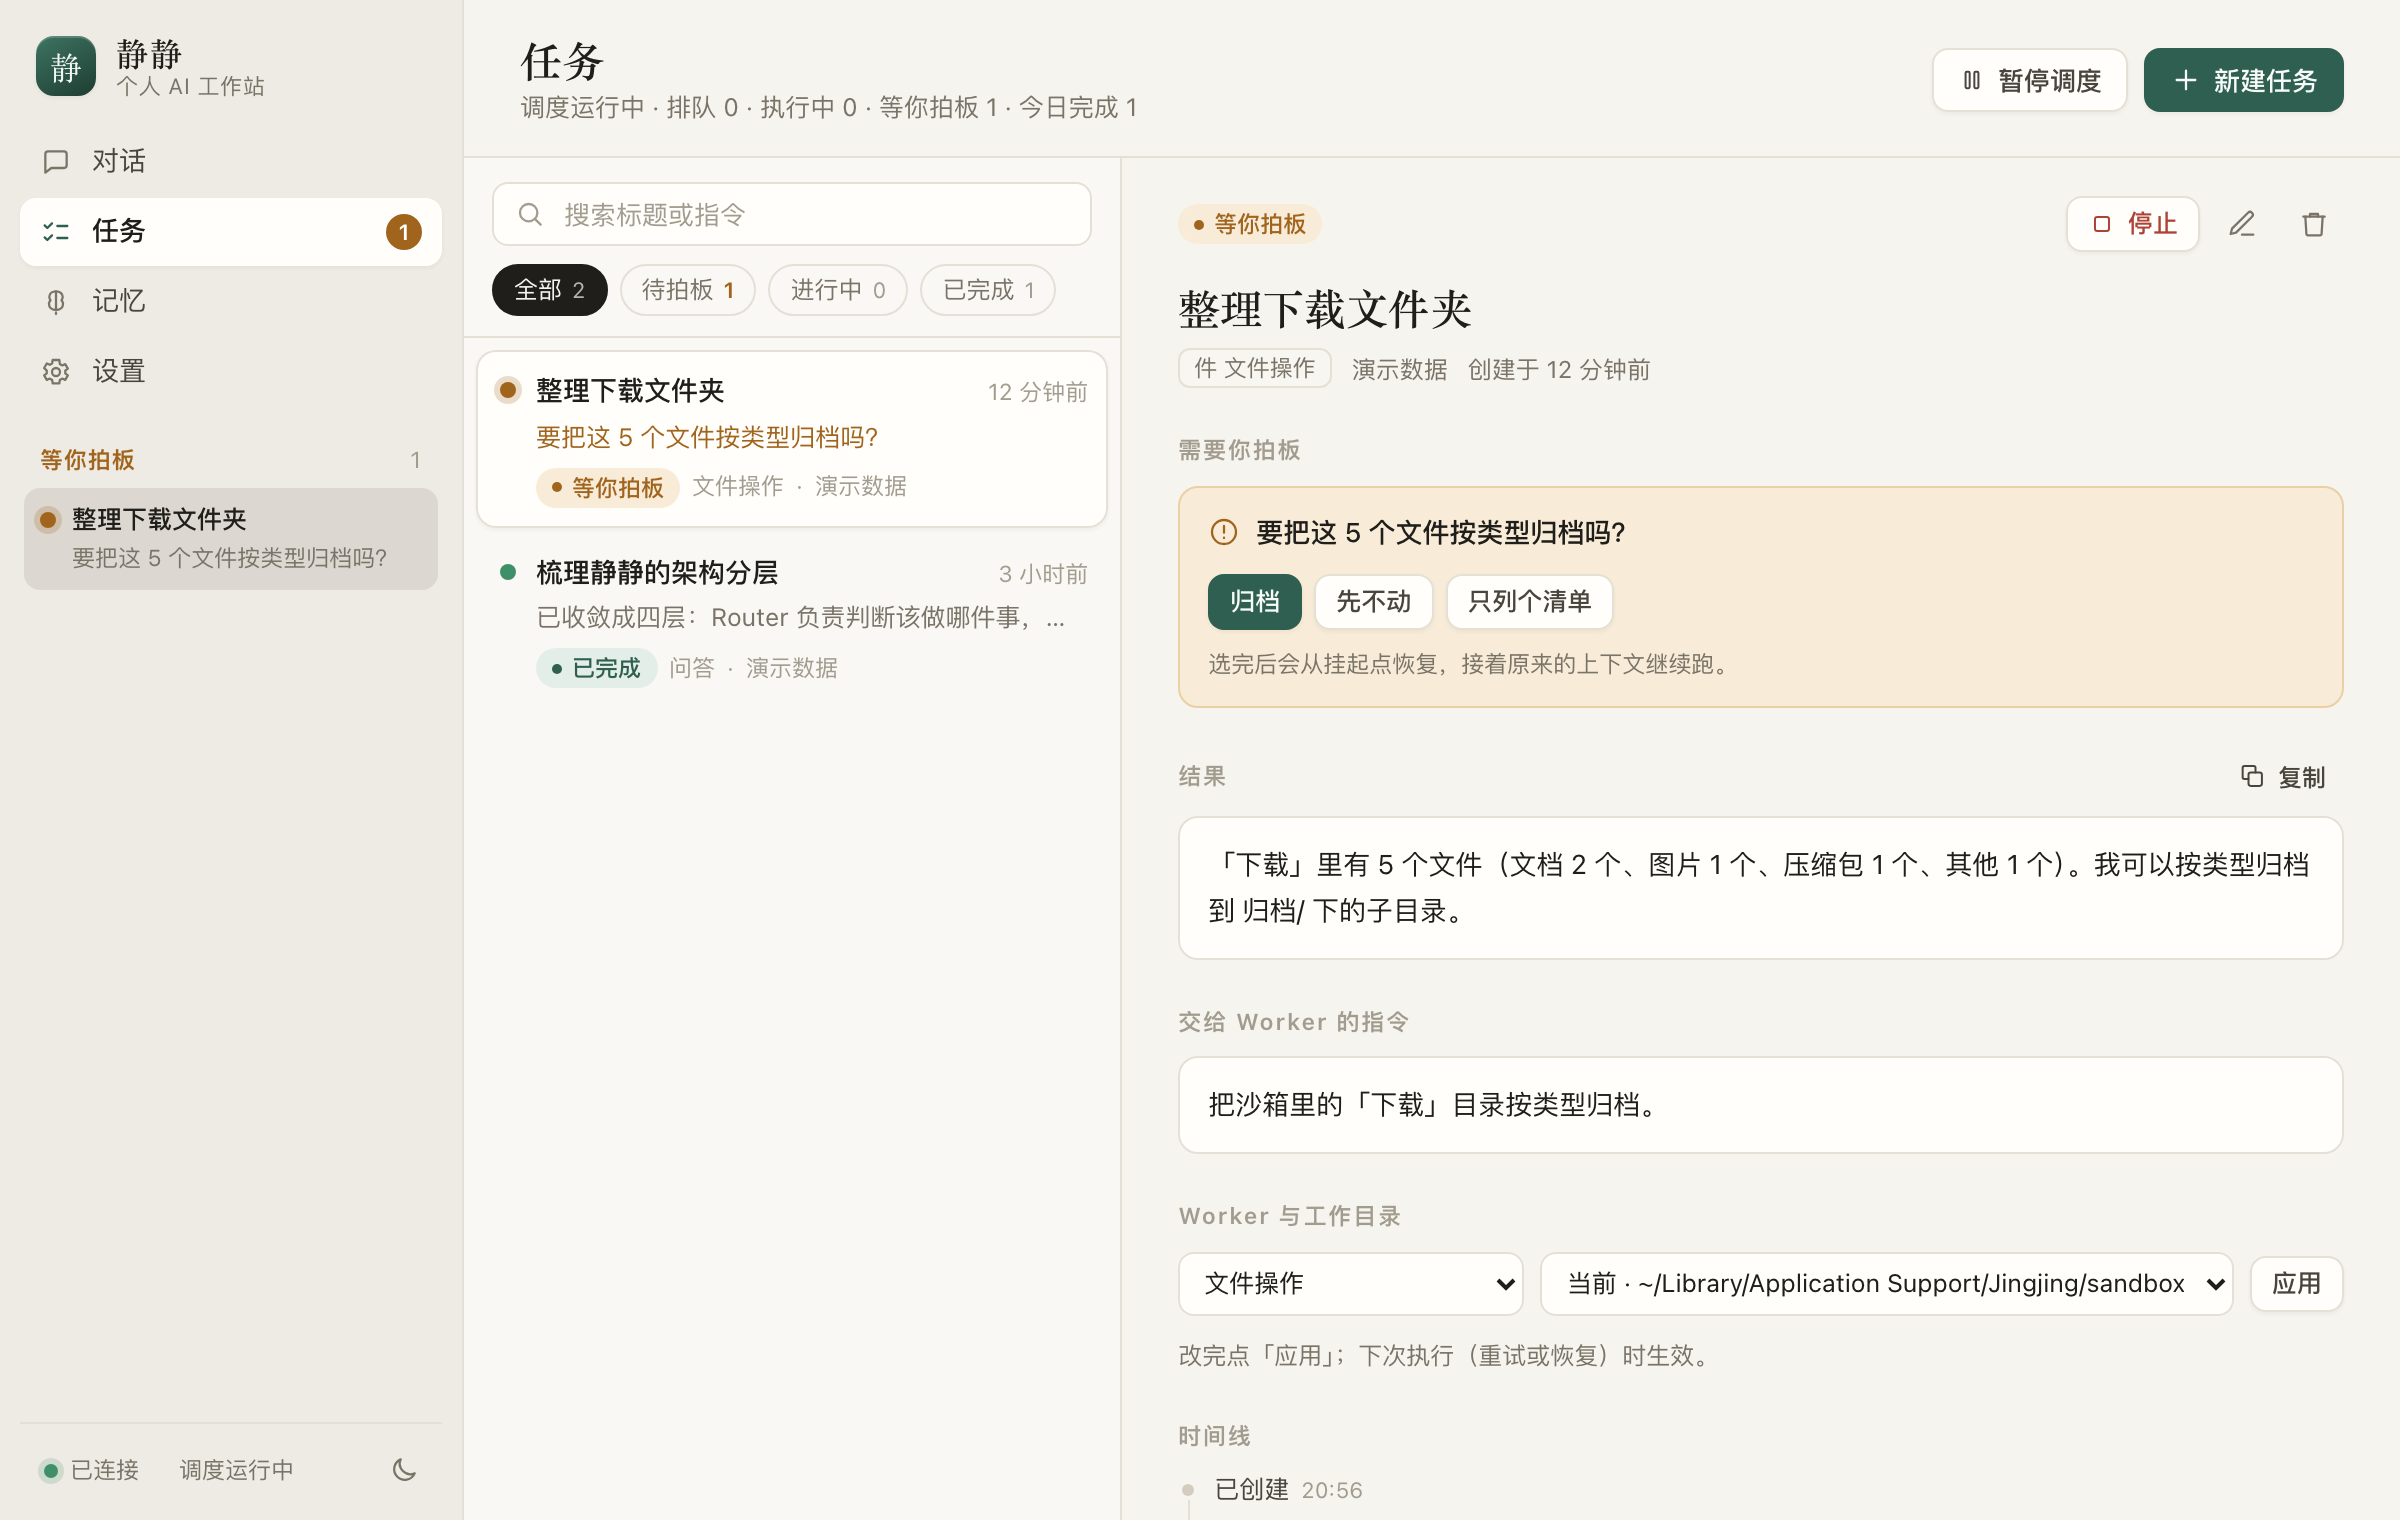 静
静静
个人 AI 工作站
对话
任务
1
记忆
设置
等你拍板
1
整理下载文件夹
要把这 5 个文件按类型归档吗?
已连接
调度运行中
任务
调度运行中 · 排队 0 · 执行中 0 · 等你拍板 1 · 今日完成 1
暂停调度
新建任务
搜索标题或指令
全部 2
待拍板 1
进行中 0
已完成 1
整理下载文件夹
12 分钟前
要把这 5 个文件按类型归档吗?
等你拍板 文件操作 · 演示数据
梳理静静的架构分层
3 小时前
已收敛成四层：Router 负责判断该做哪件事，...
已完成 问答 · 演示数据
等你拍板
停止
整理下载文件夹
件 文件操作 演示数据 创建于 12 分钟前
需要你拍板
要把这 5 个文件按类型归档吗?
归档
先不动
只列个清单
选完后会从挂起点恢复，接着原来的上下文继续跑。
结果
复制
「下载」里有 5 个文件（文档 2 个、图片 1 个、压缩包 1 个、其他 1 个）。我可以按类型归档
到 归档/ 下的子目录。
交给 Worker 的指令
把沙箱里的「下载」目录按类型归档。
Worker 与工作目录
文件操作
当前 · ~/Library/Application Support/Jingjing/sandbox
应用
改完点「应用」；下次执行（重试或恢复）时生效。
时间线
已创建 20:56